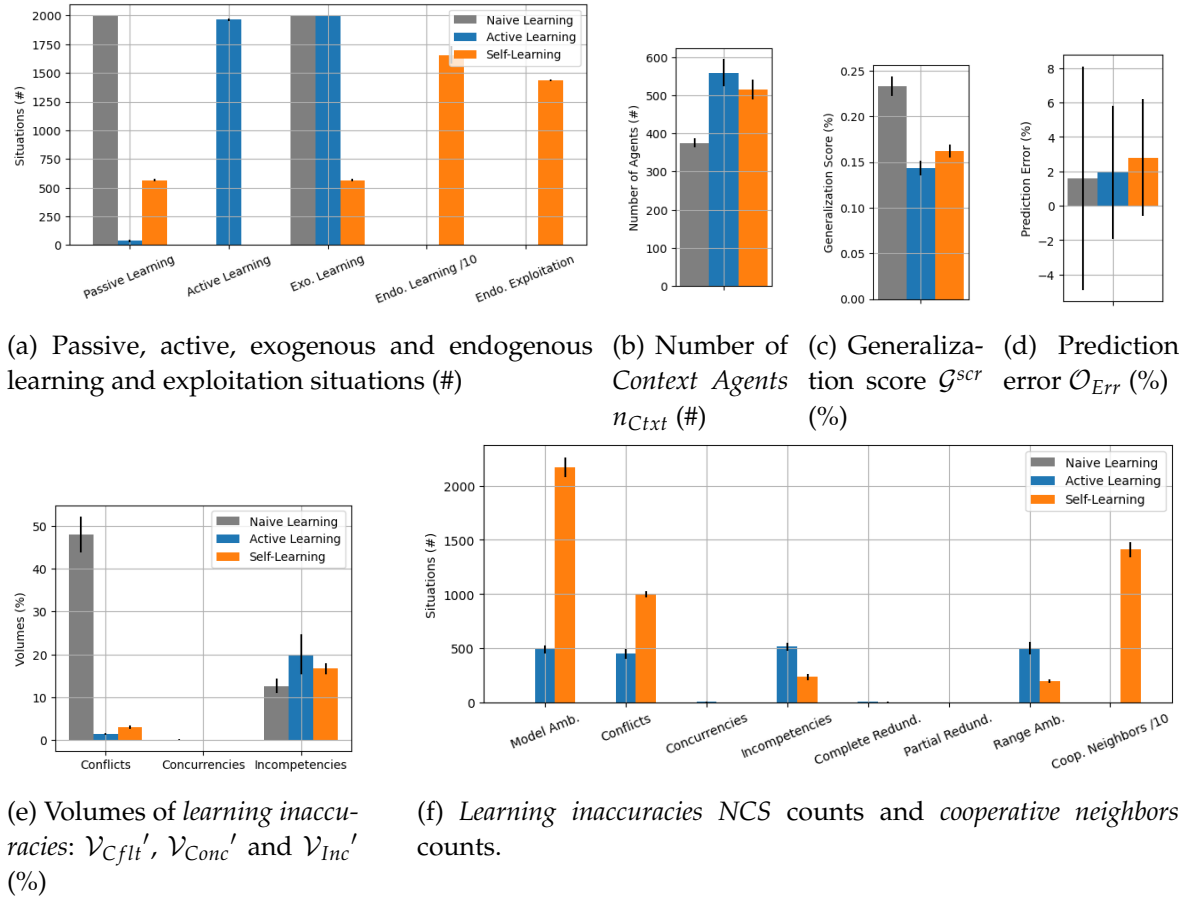 2000
1750
1500
1250
1000
750
500
250
0
Situations (#)
Naive Learning
Active Learning
Self-Learning
Passive Learning
Active Learning
Exo. Learning
Endo. Learning /10
Endo. Exploitation
600
500
400
300
200
100
0
Number of Agents (#)
0.25
0.20
0.15
0.10
0.05
0.00
Generalization Score (%)
8
6
4
2
0
−2
−4
Prediction Error (%)
(a) Passive, active, exogenous and endogenous
learning and exploitation situations (#)
(b) Number of
Context Agents
n_Ctxt (#)
(c) Generaliza-
tion score 𝒢^scr
(%)
(d) Prediction
error 𝒪_Err (%)
50
40
30
20
10
0
Volumes (%)
Naive Learning
Active Learning
Self-Learning
Conflicts
Concurrencies
Incompetencies
2000
1500
1000
500
0
Situations (#)
Naive Learning
Active Learning
Self-Learning
Model Amb.
Conflicts
Concurrencies
Incompetencies
Complete Redund.
Partial Redund.
Range Amb.
Coop. Neighbors /10
(e) Volumes of learning inaccu-
racies: 𝒱_Cflt′, 𝒱_Conc′ and 𝒱_Inc′
(%)
(f) Learning inaccuracies NCS counts and cooperative neighbors
counts.